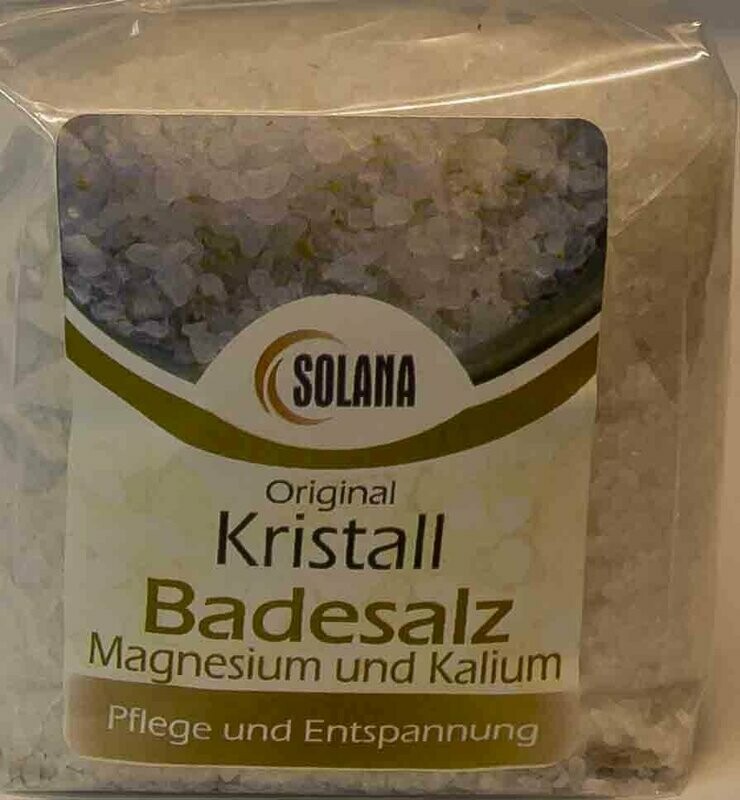 SOLANA
Original
Kristall
Badesalz
Magnesium und Kalium
Pflege und Entspannung